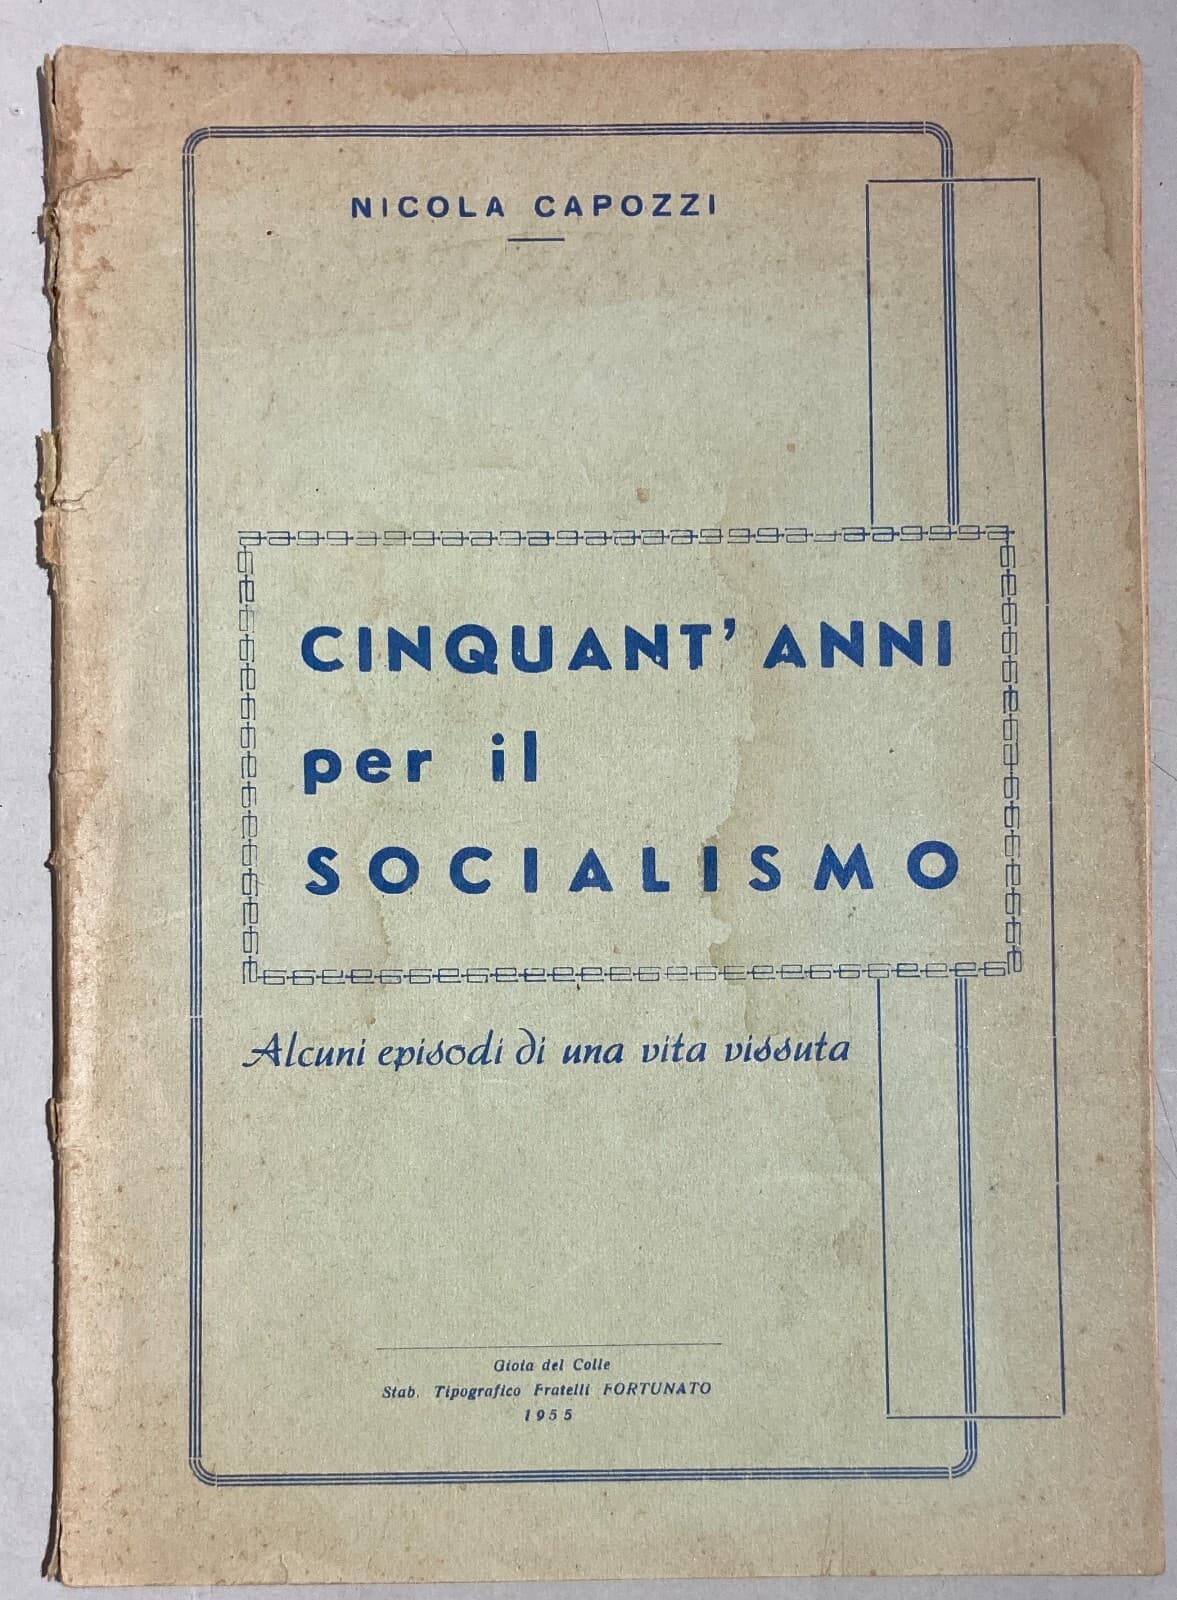 NICOLA CAPOZZI
CINQUANT' ANNI
per il
SOCIALISMO
Alcuni episodi di una vita vissuta
Gioia del Colle
Stab. Tipografico Fratelli FORTUNATO
1955